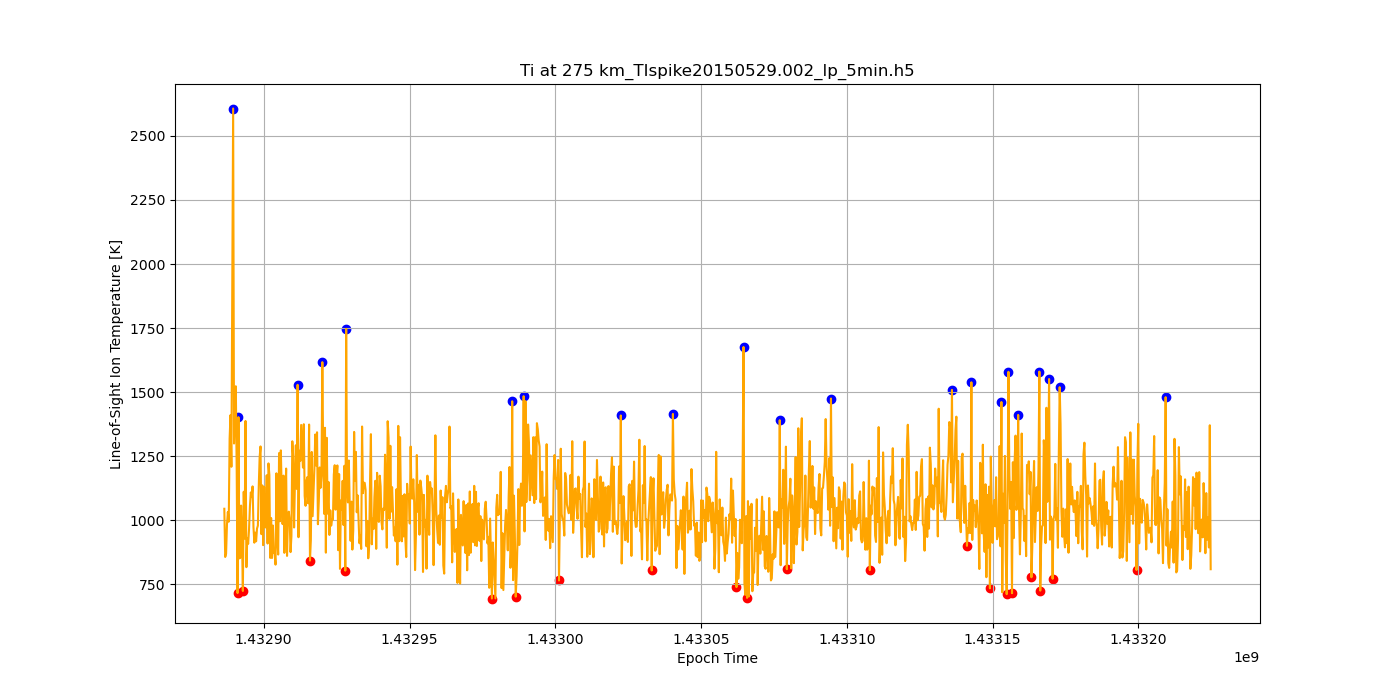 Ti at 275 km_TIspike20150529.002_lp_5min.h5
Line-of-Sight Ion Temperature [K]
2500
2250
2000
1750
1500
1250
1000
750
1.43290 1.43295 1.43300 1.43305 1.43310 1.43315 1.43320
1e9
Epoch Time